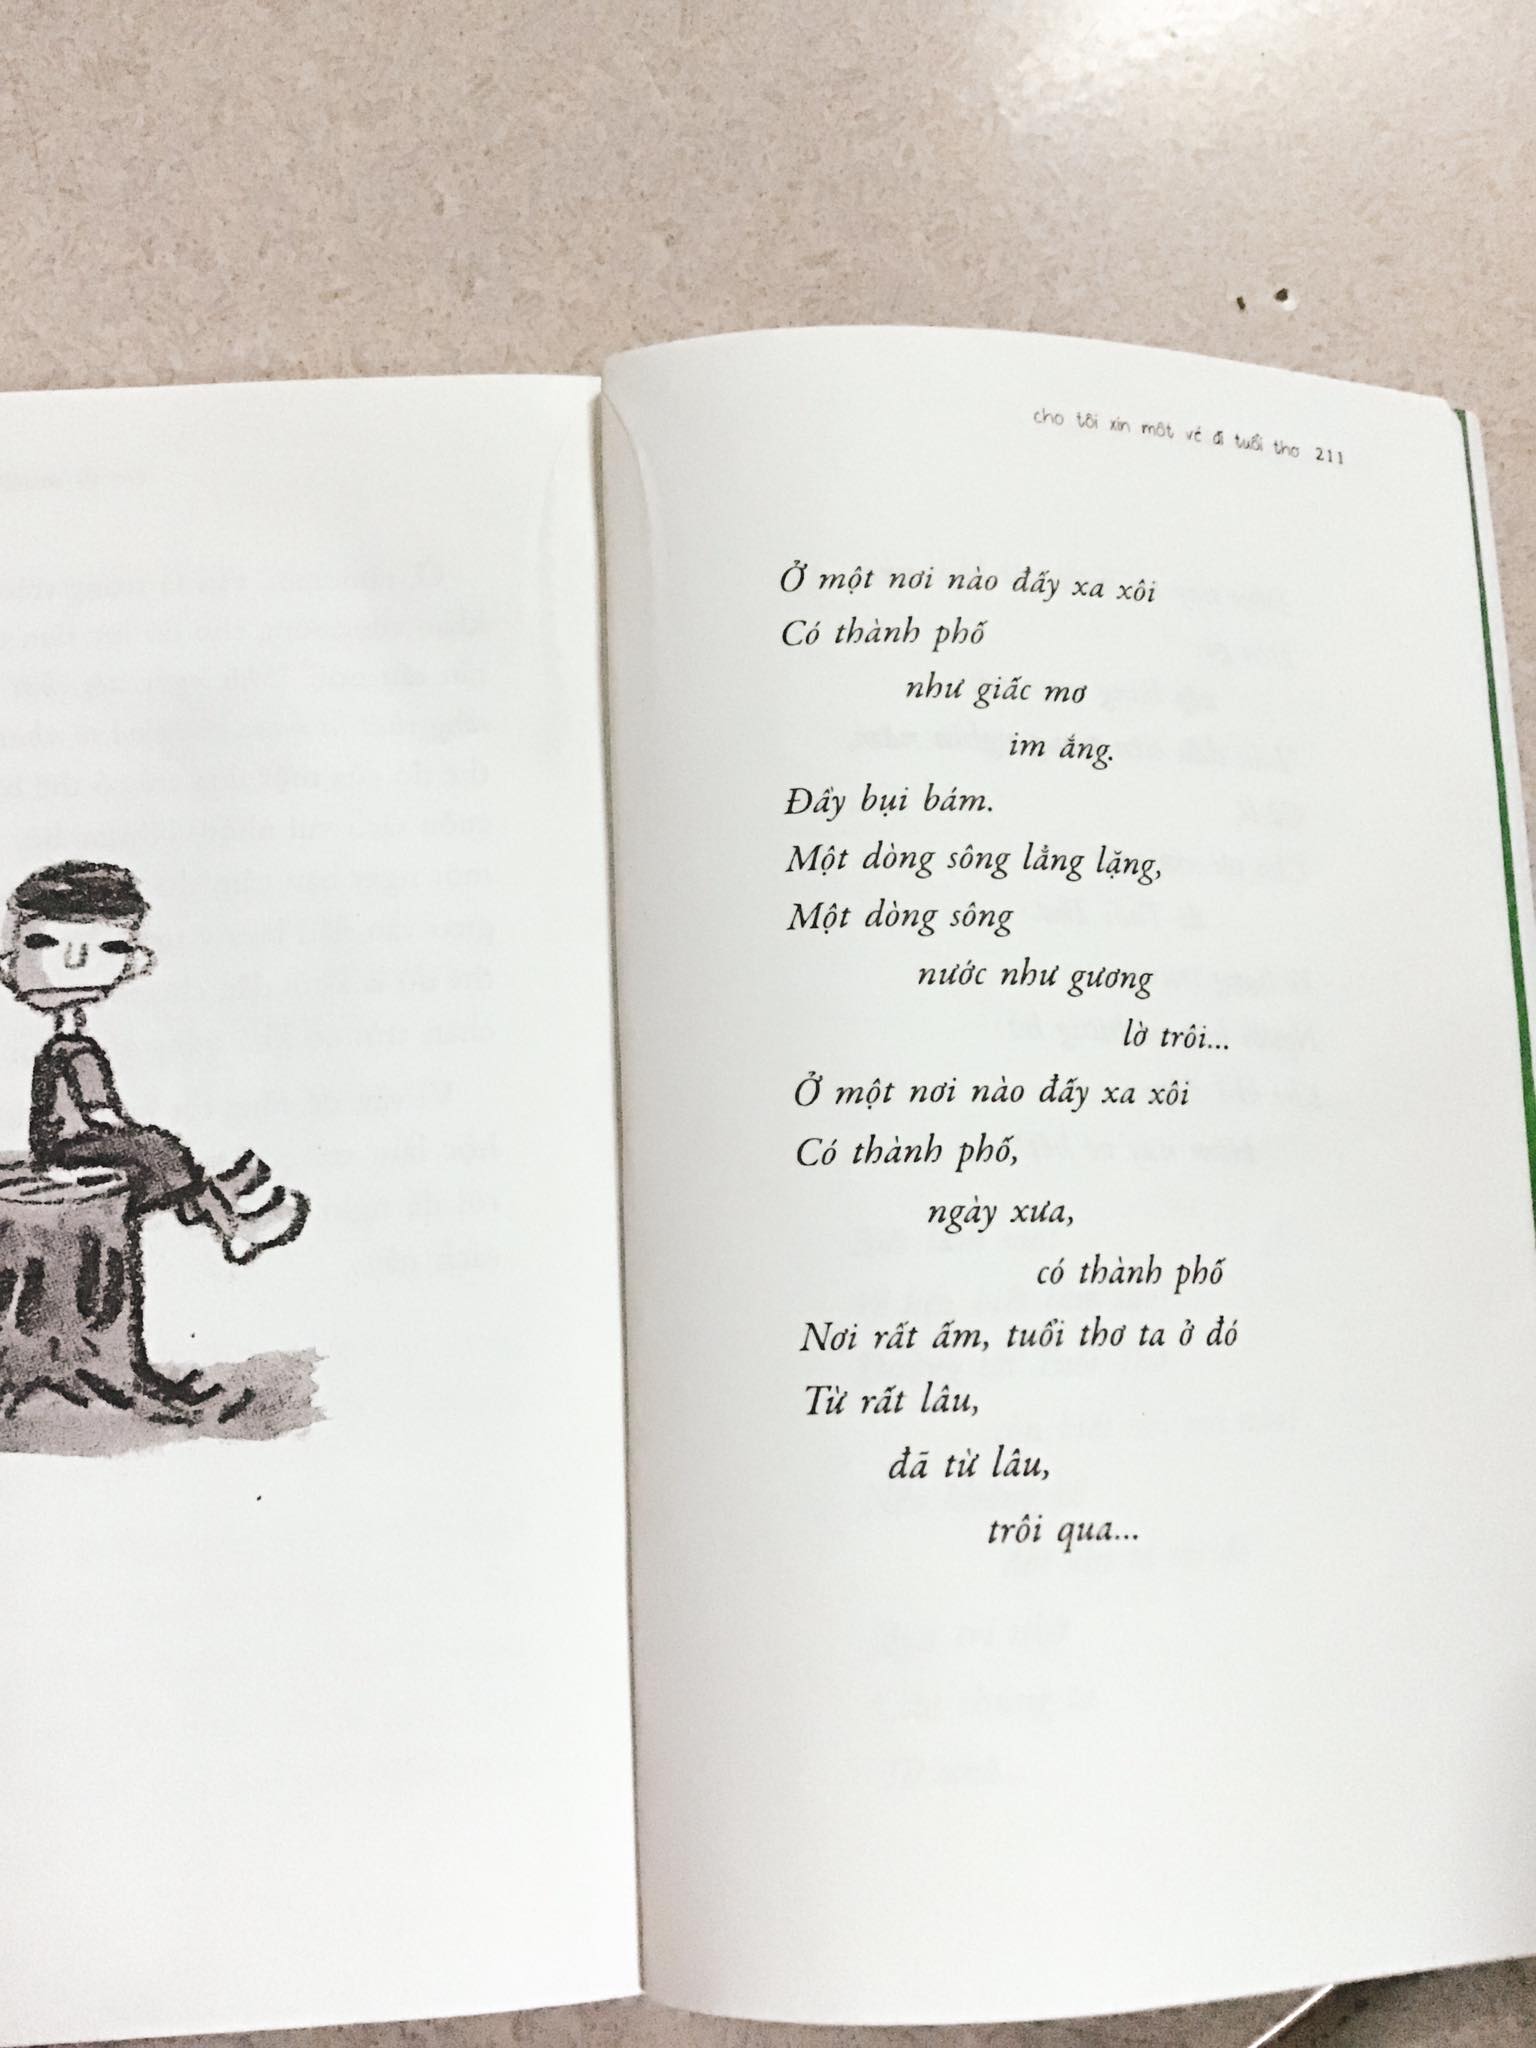 cho tôi xin một vé đi tuổi thơ 211
Ở một nơi nào đấy xa xôi
Có thành phố
như giấc mơ
im ắng.
Đầy bụi bám.
Một dòng sông lẳng lặng,
Một dòng sông
nước như gương
lờ trôi...
Ở một nơi nào đấy xa xôi
Có thành phố,
ngày xưa,
có thành phố
Nơi rất ấm, tuổi thơ ta ở đó
Từ rất lâu,
đã từ lâu,
trôi qua...